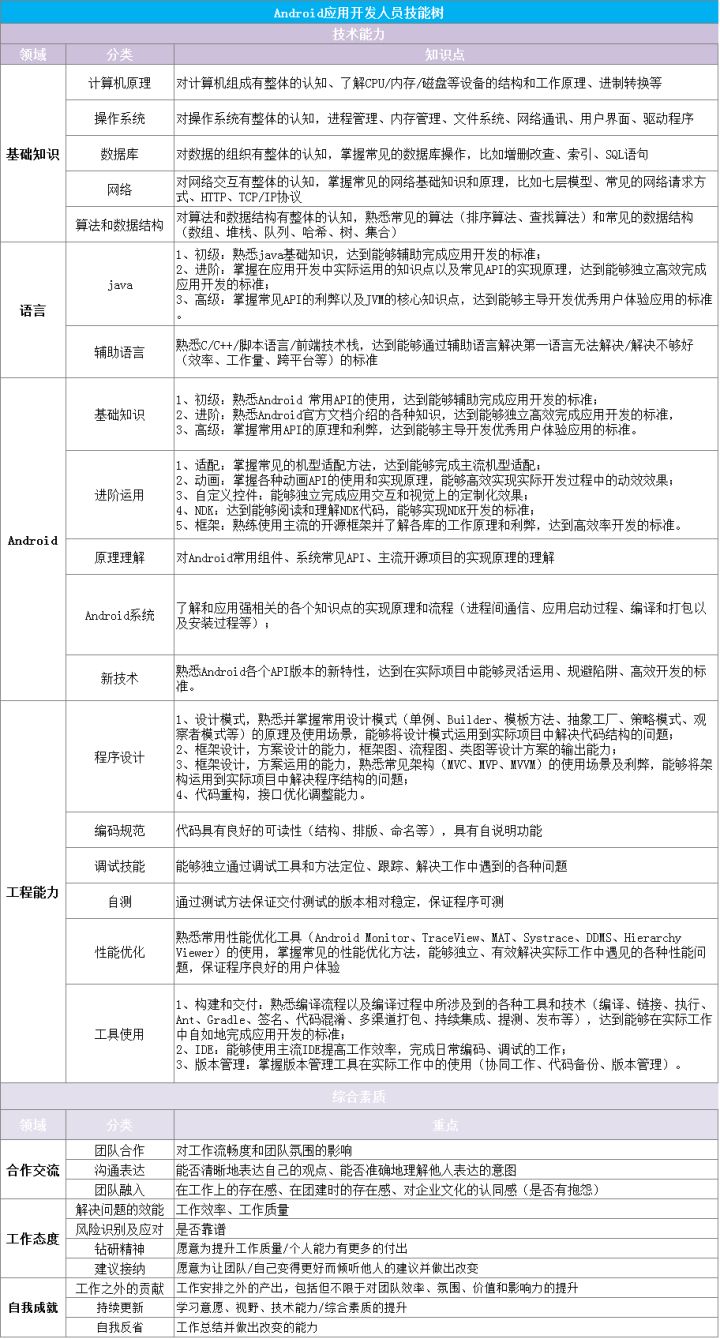 Android应用开发人员技能树
技术能力
领域 分类 知识点
基础知识
计算机原理 对计算机组成有整体的认知、了解CPU/内存/磁盘等设备的结构和工作原理、进制转换等
操作系统 对操作系统有整体的认知，进程管理、内存管理、文件系统、网络通讯、用户界面、驱动程序
数据库 对数据的组织有整体的认知，掌握常见的数据库操作，比如增删改查、索引、SQL语句
网络 对网络交互有整体的认知，掌握常见的网络基础知识和原理，比如七层模型、常见的网络请求方
式、HTTP、TCP/IP协议
算法和数据结构 对算法和数据结构有整体的认知，熟悉常见的算法（排序算法、查找算法）和常见的数据结构
（数组、堆栈、队列、哈希、树、集合）
语言
java
1、初级：熟悉java基础知识，达到能够辅助完成应用开发的标准；
2、进阶：掌握在应用开发中实际运用的知识点以及常见API的实现原理，达到能够独立高效完成
应用开发的标准；
3、高级：掌握常见API的利弊以及JVM的核心知识点，达到能够主导开发优秀用户体验应用的标准
。
辅助语言 熟悉C/C++/脚本语言/前端技术栈，达到能够通过辅助语言解决第一语言无法解决/解决不够好
（效率、工作量、跨平台等）的标准
Android
基础知识
1、初级：熟悉Android 常用API的使用，达到能够辅助完成应用开发的标准；
2、进阶：熟悉Android官方文档介绍的各种知识，达到能够独立高效完成应用开发的标准，
3、高级：掌握常用API的原理和利弊，达到能够主导开发优秀用户体验应用的标准。
进阶运用
1、适配：掌握常见的机型适配方法，达到能够完成主流机型适配；
2、动画：掌握各种动画API的使用和实现原理，能够高效实现实际开发过程中的动效效果；
3、自定义控件：能够独立完成应用交互和视觉上的定制化效果；
4、NDK：达到能够阅读和理解NDK代码，能够实现NDK开发的标准；
5、框架：熟练使用主流的开源框架并了解各库的工作原理和利弊，达到高效率开发的标准。
原理理解 对Android常用组件、系统常见API、主流开源项目的实现原理的理解
Android系统 了解和应用强相关的各个知识点的实现原理和流程（进程间通信、应用启动过程、编译和打包以
及安装过程等）；
新技术 熟悉Android各个API版本的新特性，达到在实际项目中能够灵活运用、规避陷阱、高效开发的标
准。
工程能力
程序设计
1、设计模式，熟悉并掌握常用设计模式（单例、Builder、模板方法、抽象工厂、策略模式、观
察者模式等）的原理及使用场景，能够将设计模式运用到实际项目中解决代码结构的问题；
2、框架设计，方案设计的能力，框架图、流程图、类图等设计方案的输出能力；
3、框架设计，方案运用的能力，熟悉常见架构（MVC、MVP、MVVM）的使用场景及利弊，能够将架
构运用到实际项目中解决程序结构的问题；
4、代码重构，接口优化调整能力。
编码规范 代码具有良好的可读性（结构、排版、命名等），具有自说明功能
调试技能 能够独立通过调试工具和方法定位、跟踪、解决工作中遇到的各种问题
自测 通过测试方法保证交付测试的版本相对稳定，保证程序可测
性能优化 熟悉常用性能优化工具（Android Monitor、TraceView、MAT、Systrace、DDMS、Hierarchy
Viewer）的使用，掌握常见的性能优化方法，能够独立、有效解决实际工作中遇见的各种性能问
题，保证程序良好的用户体验
工具使用
1、构建和交付：熟悉编译流程以及编译过程中所涉及到的各种工具和技术（编译、链接、执行、
Ant、Gradle、签名、代码混淆、多渠道打包、持续集成、提测、发布等），达到能够在实际工作
中自如地完成应用开发的标准；
2、IDE：能够使用主流IDE提高工作效率，完成日常编码、调试的工作；
3、版本管理：掌握版本管理工具在实际工作中的使用（协同工作、代码备份、版本管理）。
综合素质
领域 分类 重点
合作交流
团队合作 对工作流畅度和团队氛围的影响
沟通表达 能否清晰地表达自己的观点、能否准确地理解他人表达的意图
团队融入 在工作上的存在感、在团建时的存在感、对企业文化的认同感（是否有抱怨）
工作态度
解决问题的效能 工作效率、工作质量
风险识别及应对 是否靠谱
钻研精神 愿意为提升工作质量/个人能力有更多的付出
建议接纳 愿意为让团队/自己变得更好而倾听他人的建议并做出改变
自我成就
工作之外的贡献 工作安排之外的产出，包括但不限于对团队效率、氛围、价值和影响力的提升
持续更新 学习意愿、视野、技术能力/综合素质的提升
自我反省 工作总结并做出改变的能力